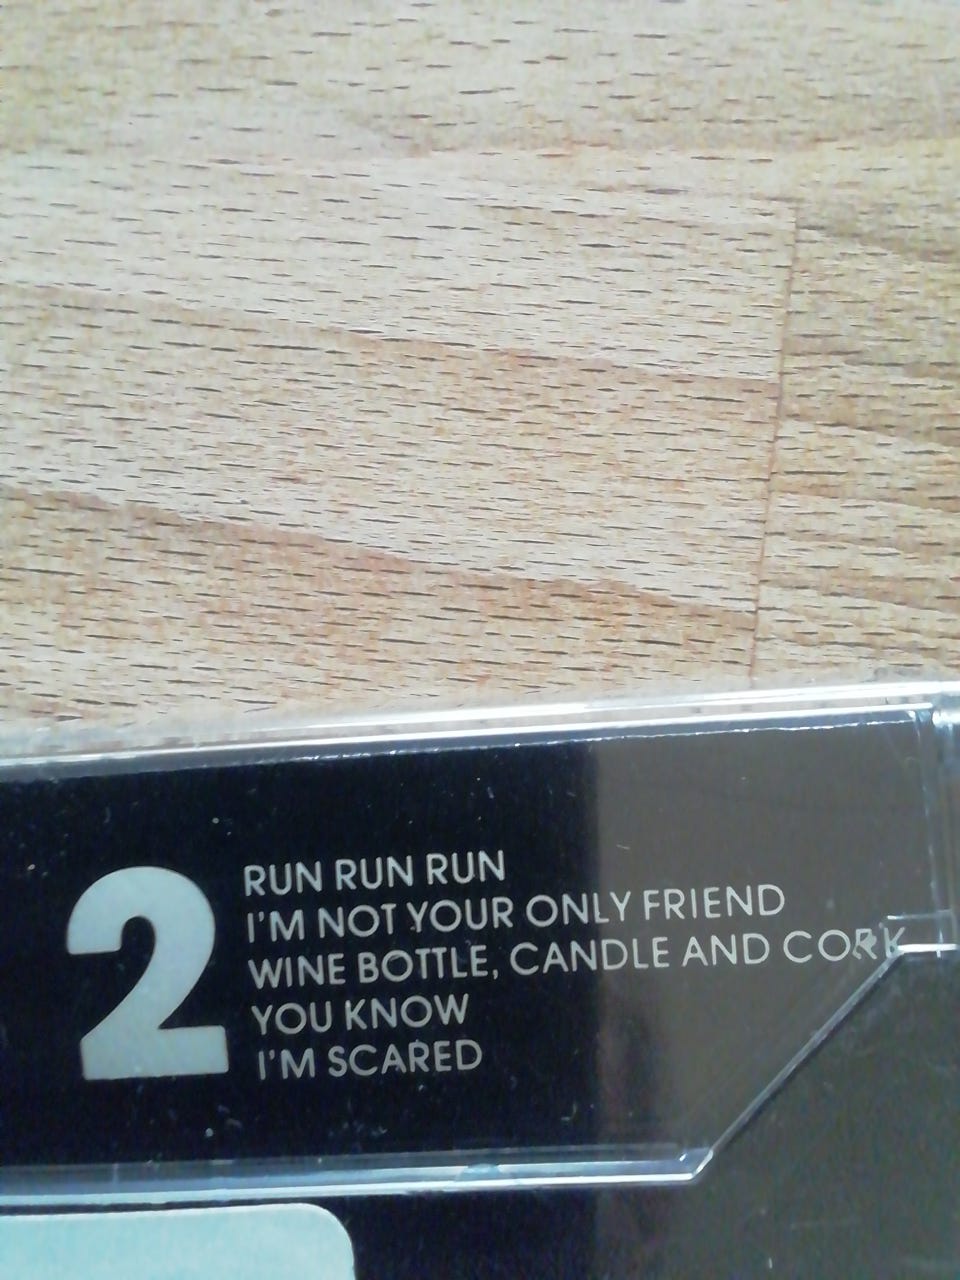 2
RUN RUN RUN
I'M NOT YOUR ONLY FRIEND
WINE BOTTLE, CANDLE AND CORK
YOU KNOW
I'M SCARED